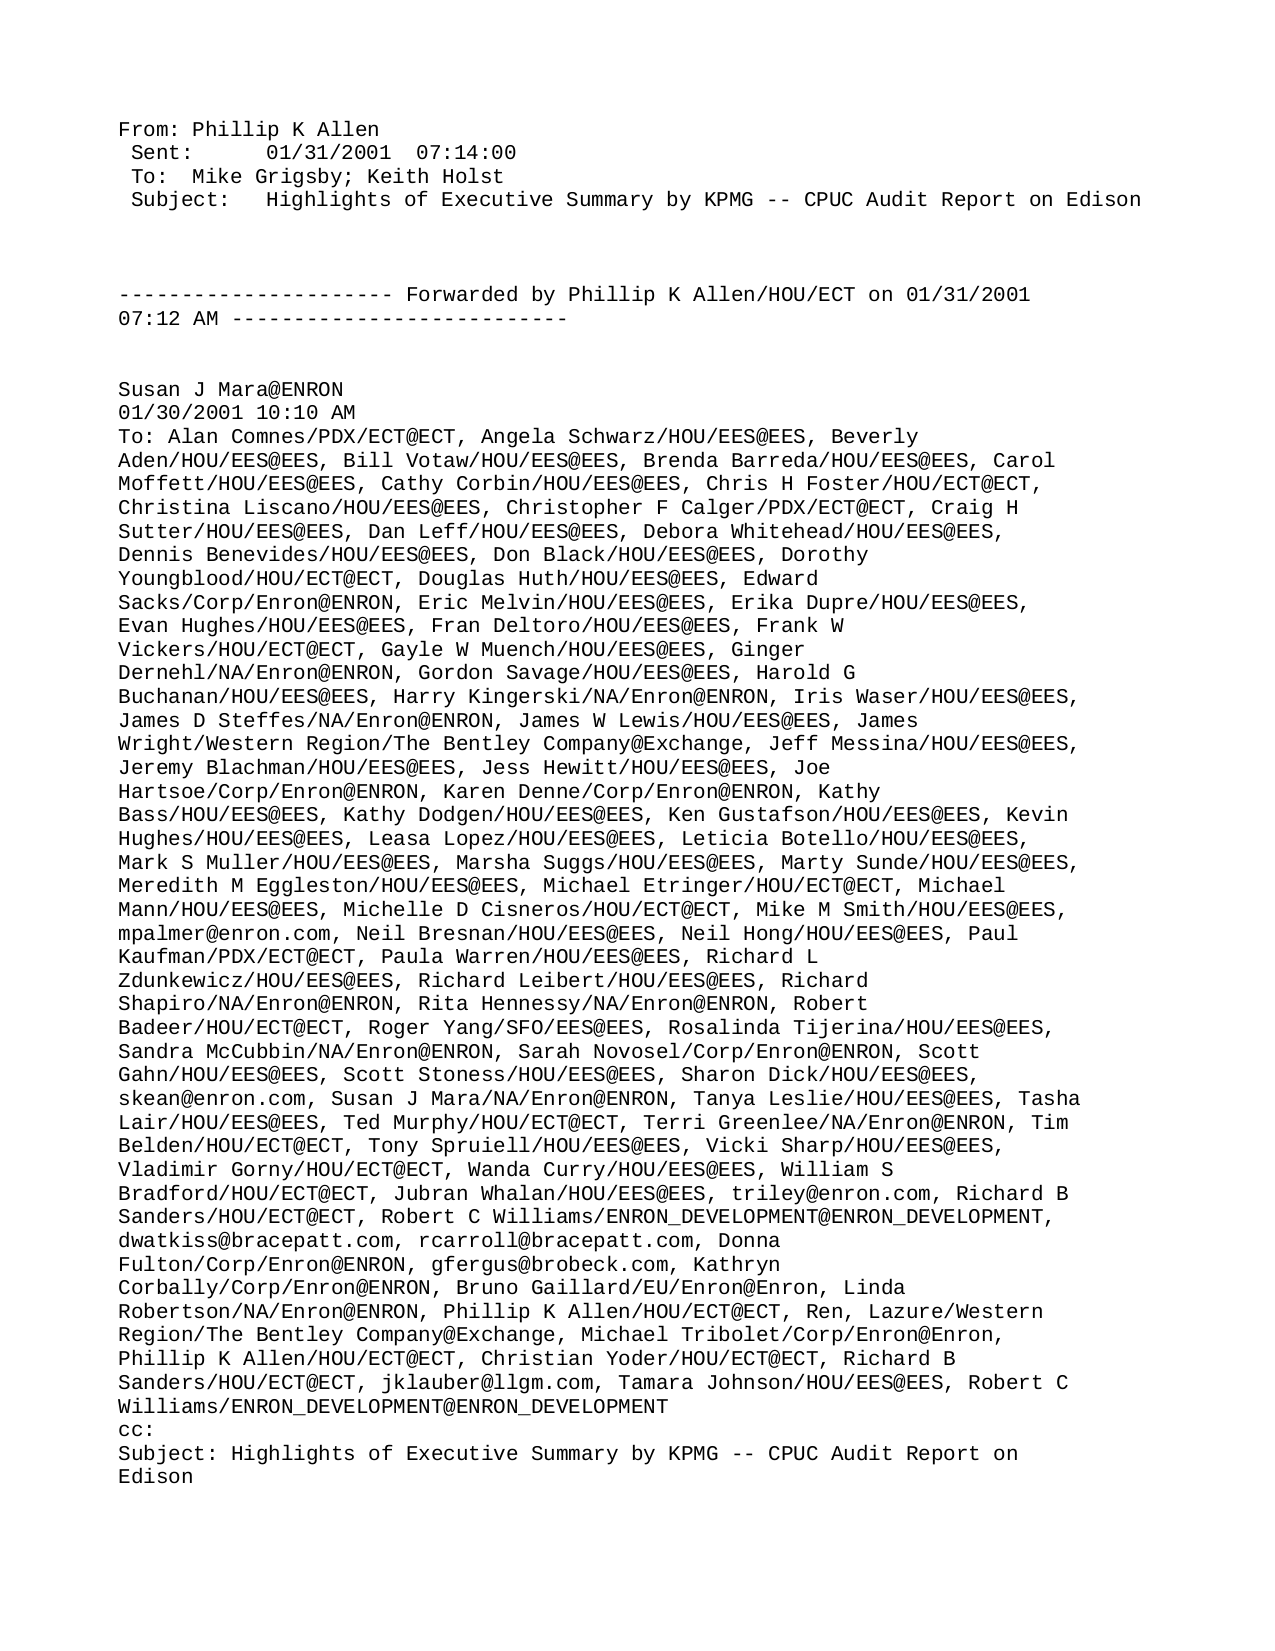 From: Phillip K Allen
Sent: 01/31/2001 07:14:00
To: Mike Grigsby; Keith Holst
Subject: Highlights of Executive Summary by KPMG -- CPUC Audit Report on Edison
---------------------- Forwarded by Phillip K Allen/HOU/ECT on 01/31/2001
07:12 AM ---------------------------
Susan J Mara@ENRON
01/30/2001 10:10 AM
To: Alan Comnes/PDX/ECT@ECT, Angela Schwarz/HOU/EES@EES, Beverly
Aden/HOU/EES@EES, Bill Votaw/HOU/EES@EES, Brenda Barreda/HOU/EES@EES, Carol
Moffett/HOU/EES@EES, Cathy Corbin/HOU/EES@EES, Chris H Foster/HOU/ECT@ECT,
Christina Liscano/HOU/EES@EES, Christopher F Calger/PDX/ECT@ECT, Craig H
Sutter/HOU/EES@EES, Dan Leff/HOU/EES@EES, Debora Whitehead/HOU/EES@EES,
Dennis Benevides/HOU/EES@EES, Don Black/HOU/EES@EES, Dorothy
Youngblood/HOU/ECT@ECT, Douglas Huth/HOU/EES@EES, Edward
Sacks/Corp/Enron@ENRON, Eric Melvin/HOU/EES@EES, Erika Dupre/HOU/EES@EES,
Evan Hughes/HOU/EES@EES, Fran Deltoro/HOU/EES@EES, Frank W
Vickers/HOU/ECT@ECT, Gayle W Muench/HOU/EES@EES, Ginger
Dernehl/NA/Enron@ENRON, Gordon Savage/HOU/EES@EES, Harold G
Buchanan/HOU/EES@EES, Harry Kingerski/NA/Enron@ENRON, Iris Waser/HOU/EES@EES,
James D Steffes/NA/Enron@ENRON, James W Lewis/HOU/EES@EES, James
Wright/Western Region/The Bentley Company@Exchange, Jeff Messina/HOU/EES@EES,
Jeremy Blachman/HOU/EES@EES, Jess Hewitt/HOU/EES@EES, Joe
Hartsoe/Corp/Enron@ENRON, Karen Denne/Corp/Enron@ENRON, Kathy
Bass/HOU/EES@EES, Kathy Dodgen/HOU/EES@EES, Ken Gustafson/HOU/EES@EES, Kevin
Hughes/HOU/EES@EES, Leasa Lopez/HOU/EES@EES, Leticia Botello/HOU/EES@EES,
Mark S Muller/HOU/EES@EES, Marsha Suggs/HOU/EES@EES, Marty Sunde/HOU/EES@EES,
Meredith M Eggleston/HOU/EES@EES, Michael Etringer/HOU/ECT@ECT, Michael
Mann/HOU/EES@EES, Michelle D Cisneros/HOU/ECT@ECT, Mike M Smith/HOU/EES@EES,
mpalmer@enron.com, Neil Bresnan/HOU/EES@EES, Neil Hong/HOU/EES@EES, Paul
Kaufman/PDX/ECT@ECT, Paula Warren/HOU/EES@EES, Richard L
Zdunkewicz/HOU/EES@EES, Richard Leibert/HOU/EES@EES, Richard
Shapiro/NA/Enron@ENRON, Rita Hennessy/NA/Enron@ENRON, Robert
Badeer/HOU/ECT@ECT, Roger Yang/SFO/EES@EES, Rosalinda Tijerina/HOU/EES@EES,
Sandra McCubbin/NA/Enron@ENRON, Sarah Novosel/Corp/Enron@ENRON, Scott
Gahn/HOU/EES@EES, Scott Stoness/HOU/EES@EES, Sharon Dick/HOU/EES@EES,
skean@enron.com, Susan J Mara/NA/Enron@ENRON, Tanya Leslie/HOU/EES@EES, Tasha
Lair/HOU/EES@EES, Ted Murphy/HOU/ECT@ECT, Terri Greenlee/NA/Enron@ENRON, Tim
Belden/HOU/ECT@ECT, Tony Spruiell/HOU/EES@EES, Vicki Sharp/HOU/EES@EES,
Vladimir Gorny/HOU/ECT@ECT, Wanda Curry/HOU/EES@EES, William S
Bradford/HOU/ECT@ECT, Jubran Whalan/HOU/EES@EES, triley@enron.com, Richard B
Sanders/HOU/ECT@ECT, Robert C Williams/ENRON_DEVELOPMENT@ENRON_DEVELOPMENT,
dwatkiss@bracepatt.com, rcarroll@bracepatt.com, Donna
Fulton/Corp/Enron@ENRON, gfergus@brobeck.com, Kathryn
Corbally/Corp/Enron@ENRON, Bruno Gaillard/EU/Enron@Enron, Linda
Robertson/NA/Enron@ENRON, Phillip K Allen/HOU/ECT@ECT, Ren, Lazure/Western
Region/The Bentley Company@Exchange, Michael Tribolet/Corp/Enron@Enron,
Phillip K Allen/HOU/ECT@ECT, Christian Yoder/HOU/ECT@ECT, Richard B
Sanders/HOU/ECT@ECT, jklauber@llgm.com, Tamara Johnson/HOU/EES@EES, Robert C
Williams/ENRON_DEVELOPMENT@ENRON_DEVELOPMENT
cc:
Subject: Highlights of Executive Summary by KPMG -- CPUC Audit Report on
Edison